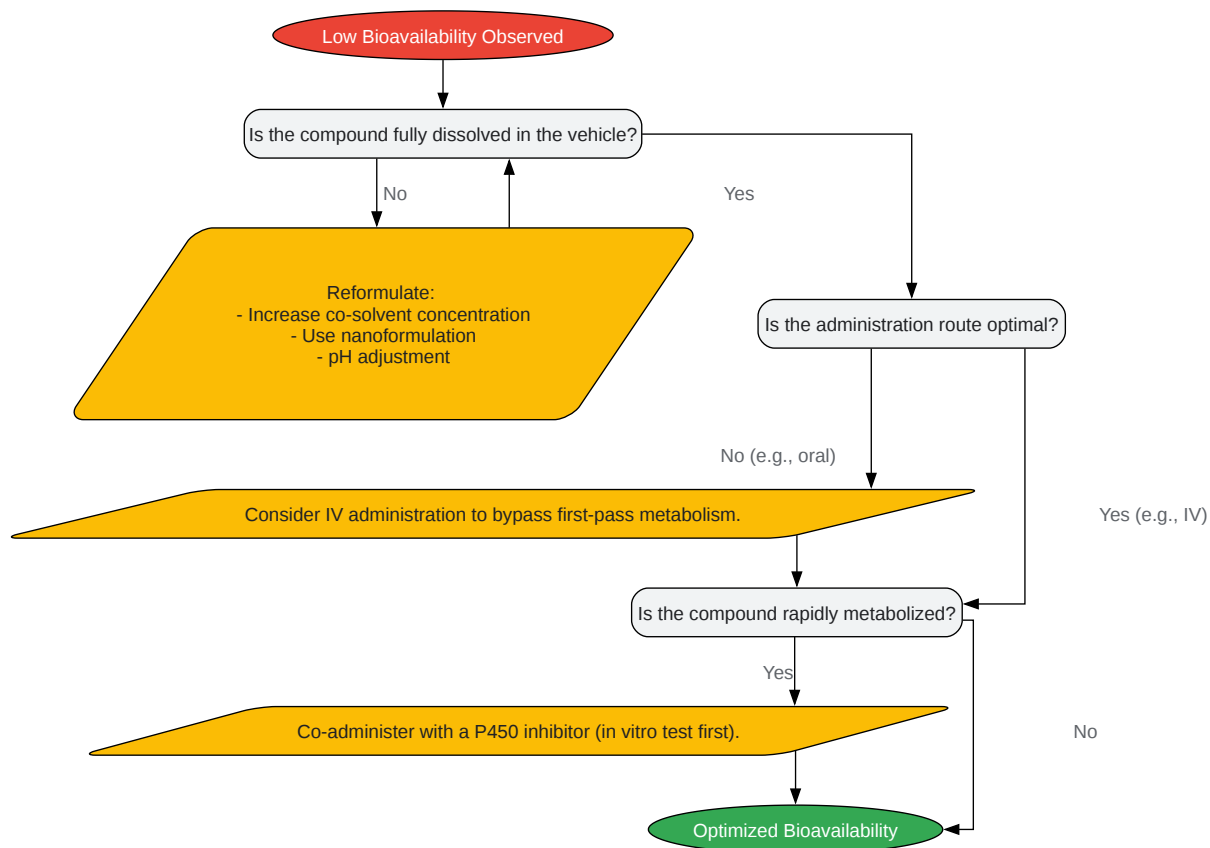 Low Bioavailability Observed
Is the compound fully dissolved in the vehicle?
No
Yes
Reformulate:
- Increase co-solvent concentration
- Use nanoformulation
- pH adjustment
Is the administration route optimal?
No (e.g., oral)
Consider IV administration to bypass first-pass metabolism.
Yes (e.g., IV)
Is the compound rapidly metabolized?
Yes
Co-administer with a P450 inhibitor (in vitro test first).
No
Optimized Bioavailability